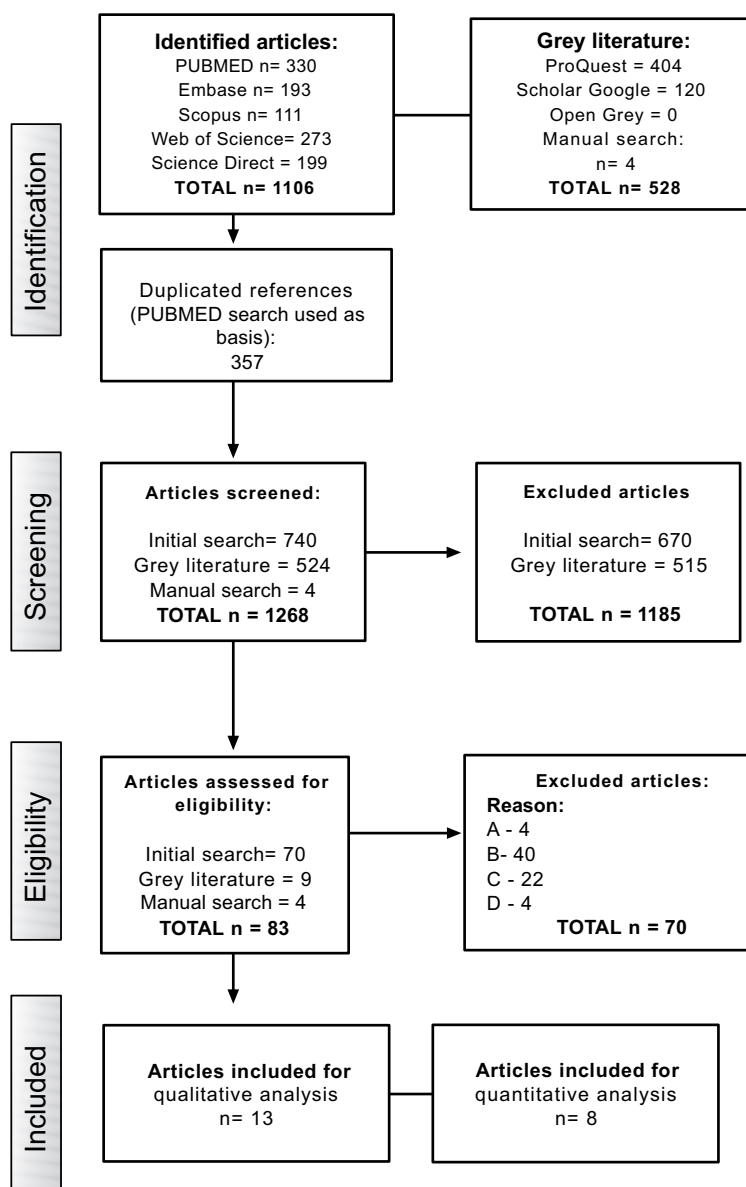 Identification
Identified articles:
PUBMED n= 330
Embase n= 193
Scopus n= 111
Web of Science= 273
Science Direct = 199
TOTAL n= 1106
Grey literature:
ProQuest = 404
Scholar Google = 120
Open Grey = 0
Manual search:
n= 4
TOTAL n= 528
Duplicated references
(PUBMED search used as
basis):
357
Screening
Articles screened:
Initial search= 740
Grey literature = 524
Manual search = 4
TOTAL n = 1268
Excluded articles
Initial search= 670
Grey literature = 515
TOTAL n = 1185
Eligibility
Articles assessed for
eligibility:
Initial search= 70
Grey literature = 9
Manual search = 4
TOTAL n = 83
Excluded articles:
Reason:
A - 4
B- 40
C - 22
D - 4
TOTAL n = 70
Included
Articles included for
qualitative analysis
n= 13
Articles included for
quantitative analysis
n= 8